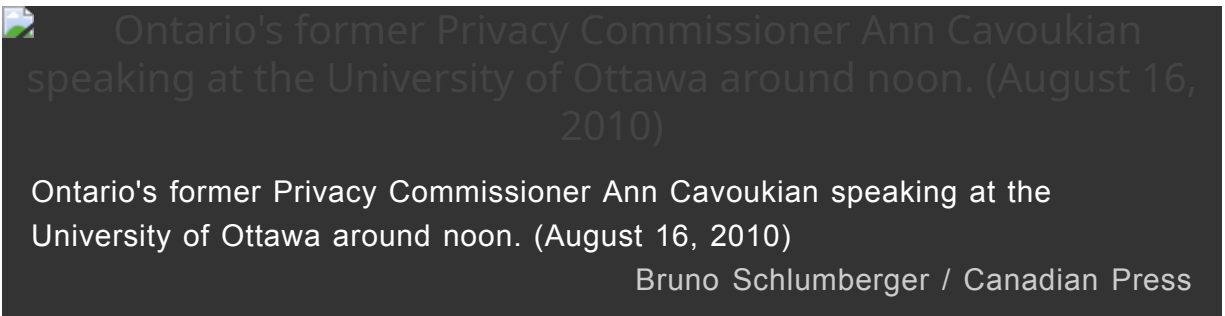 Ontario's former Privacy Commissioner Ann Cavoukian
speaking at the University of Ottawa around noon. (August 16,
2010)
Ontario's former Privacy Commissioner Ann Cavoukian speaking at the
University of Ottawa around noon. (August 16, 2010)
Bruno Schlumberger / Canadian Press